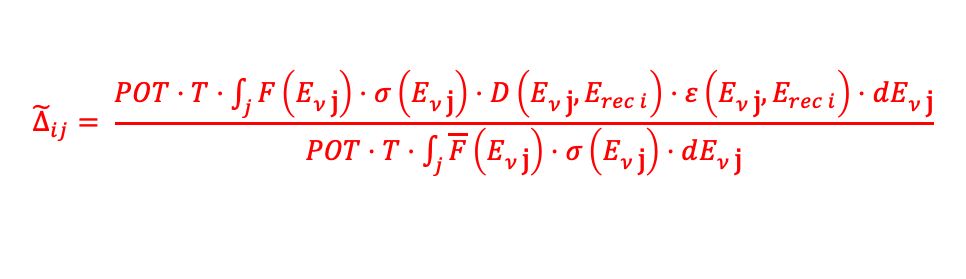 Δ̃ᵢⱼ = (POT · T · ∫ⱼ F (E_ν j) · σ (E_ν j) · D (E_ν j, E_rec i) · ε (E_ν j, E_rec i) · dE_ν j) / (POT · T · ∫ⱼ F̅ (E_ν j) · σ (E_ν j) · dE_ν j)